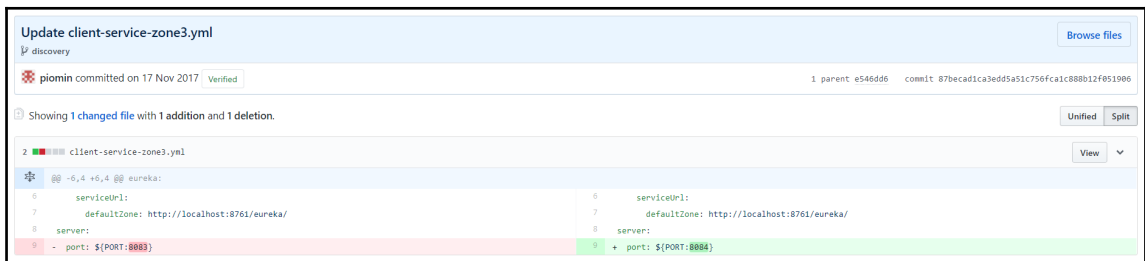 Update client-service-zone3.yml
Browse files
discovery
piomin committed on 17 Nov 2017 Verified
1 parent e546dd6 commit 87becad1ca3edd5a51c756fca1c888b12f051906
Showing 1 changed file with 1 addition and 1 deletion.
Unified Split
2 client-service-zone3.yml
View
@@ -6,4 +6,4 @@ eureka:
6 serviceUrl: 6 serviceUrl:
7 defaultZone: http://localhost:8761/eureka/ 7 defaultZone: http://localhost:8761/eureka/
8 server: 8 server:
9 - port: ${PORT:8083} 9 + port: ${PORT:8084}